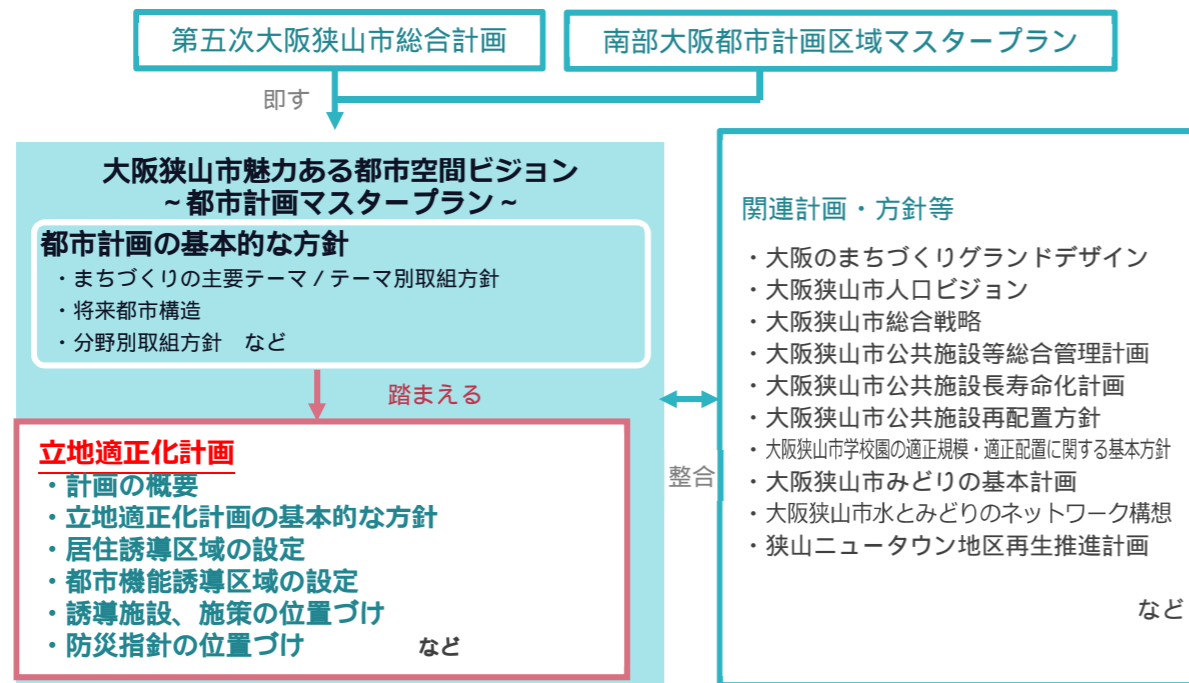 第五次大阪狭山市総合計画
南部大阪都市計画区域マスタープラン
即す
大阪狭山市魅力ある都市空間ビジョン
~都市計画マスタープラン~
都市計画の基本的な方針
・まちづくりの主要テーマ/テーマ別取組方針
・将来都市構造
・分野別取組方針　など
踏まえる
立地適正化計画
・計画の概要
・立地適正化計画の基本的な方針
・居住誘導区域の設定
・都市機能誘導区域の設定
・誘導施設、施策の位置づけ
・防災指針の位置づけ　など
整合
関連計画・方針等
・大阪のまちづくりグランドデザイン
・大阪狭山市人口ビジョン
・大阪狭山市総合戦略
・大阪狭山市公共施設等総合管理計画
・大阪狭山市公共施設長寿命化計画
・大阪狭山市公共施設再配置方針
・大阪狭山市学校園の適正規模・適正配置に関する基本方針
・大阪狭山市みどりの基本計画
・大阪狭山市水とみどりのネットワーク構想
・狭山ニュータウン地区再生推進計画
など